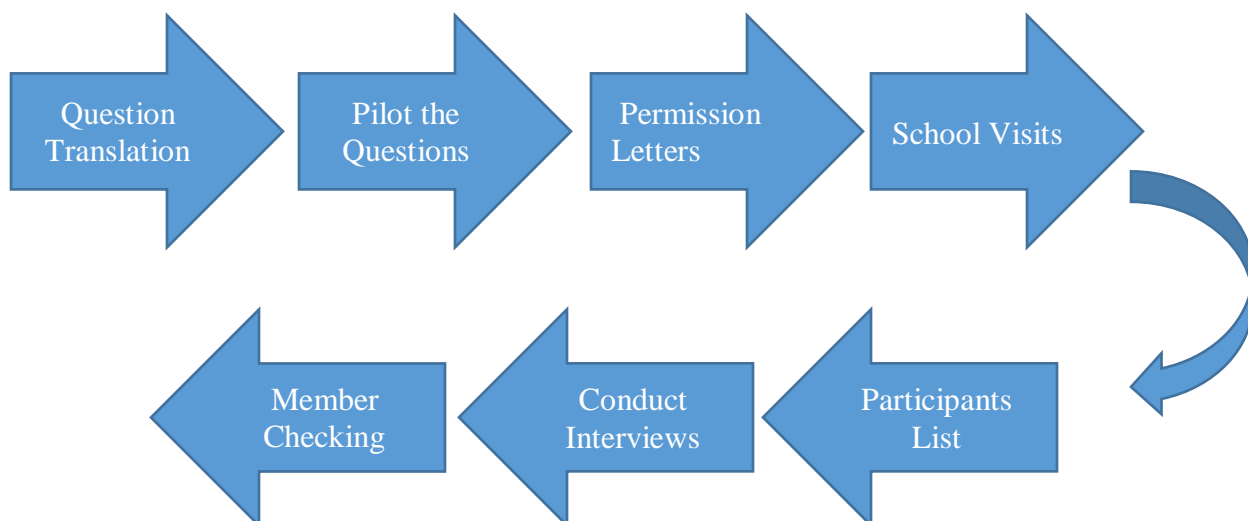 Question
Translation
Pilot the
Questions
Permission
Letters
School Visits
Participants
List
Conduct
Interviews
Member
Checking